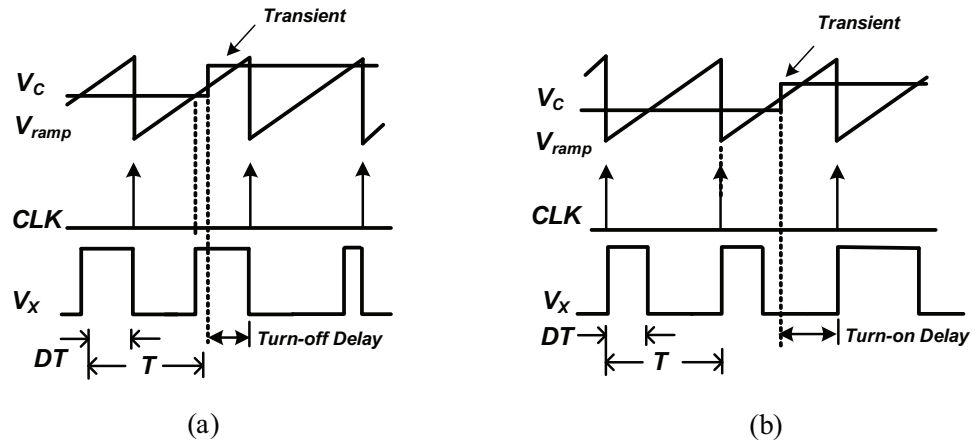 Transient
V_C
V_ramp
CLK
V_X
Turn-off Delay
DT
T
(a)
Transient
V_C
V_ramp
CLK
V_X
Turn-on Delay
DT
T
(b)